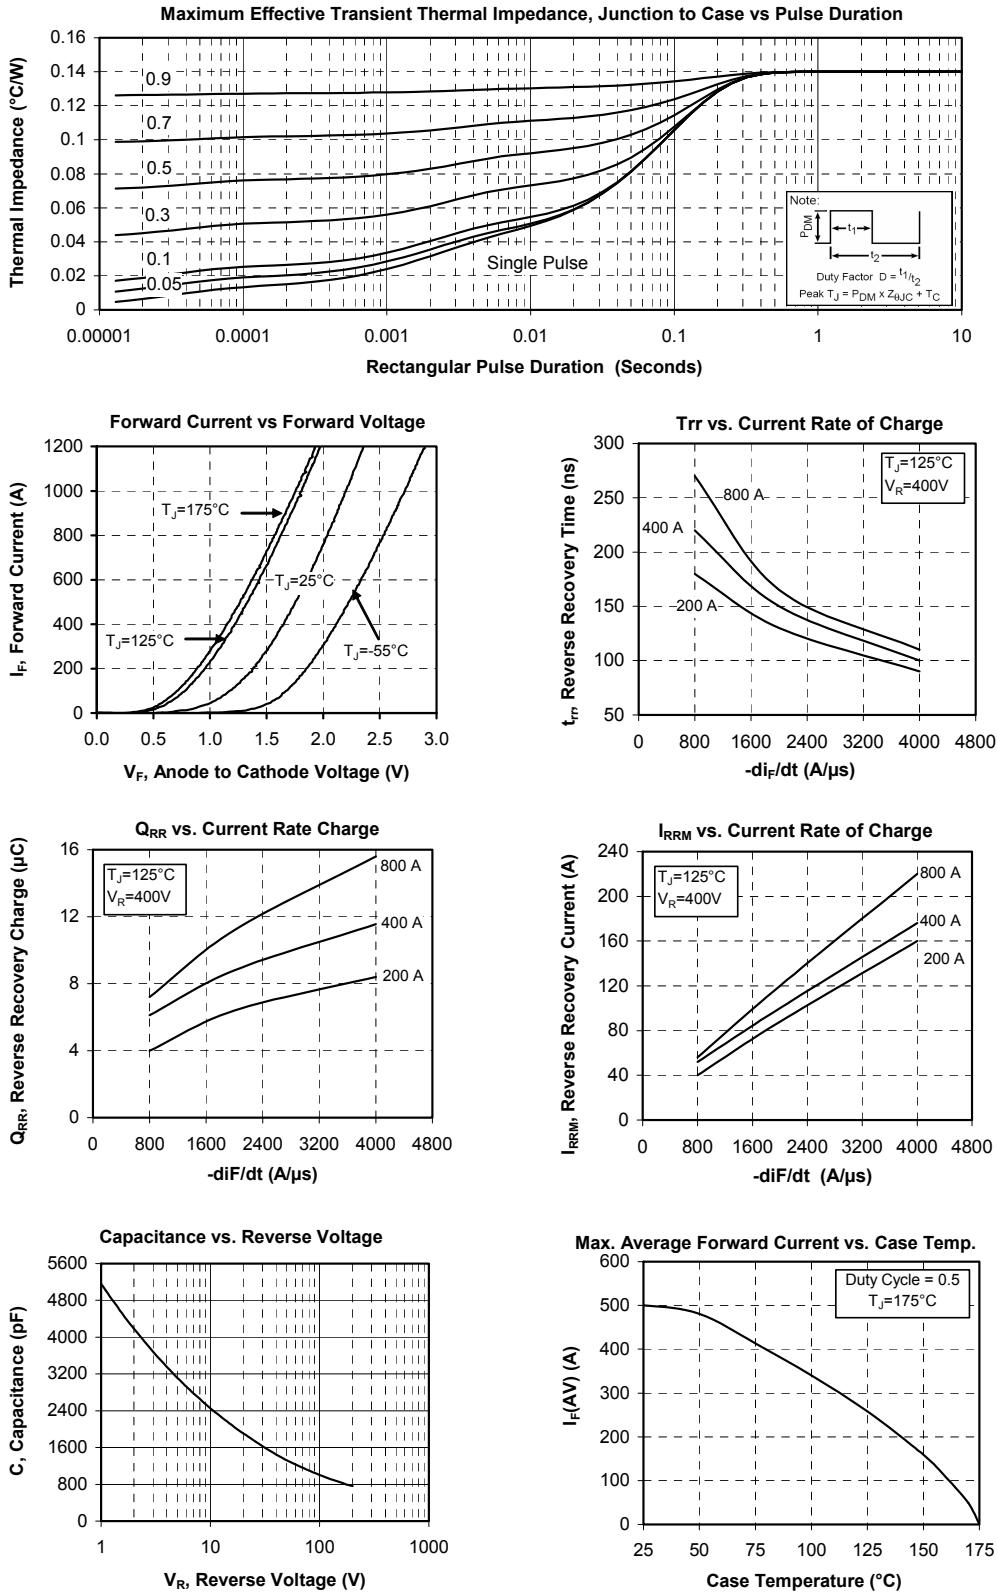 Maximum Effective Transient Thermal Impedance, Junction to Case vs Pulse Duration
Thermal Impedance (°C/W)
0.16
0.14
0.12
0.1
0.08
0.06
0.04
0.02
0
0.9
0.7
0.5
0.3
0.1
0.05
Single Pulse
Note:
PDM
t1
t2
Duty Factor D = t1/t2
Peak TJ = PDM x ZθJC + TC
0.00001 0.0001 0.001 0.01 0.1 1 10
Rectangular Pulse Duration (Seconds)
Forward Current vs Forward Voltage
IF, Forward Current (A)
1200
1000
800
600
400
200
0
TJ=175°C
TJ=25°C
TJ=125°C
TJ=-55°C
0.0 0.5 1.0 1.5 2.0 2.5 3.0
VF, Anode to Cathode Voltage (V)
Trr vs. Current Rate of Charge
trr, Reverse Recovery Time (ns)
300
250
200
150
100
50
TJ=125°C
VR=400V
800 A
400 A
200 A
0 800 1600 2400 3200 4000 4800
-diF/dt (A/µs)
QRR vs. Current Rate Charge
QRR, Reverse Recovery Charge (µC)
16
12
8
4
0
TJ=125°C
VR=400V
800 A
400 A
200 A
0 800 1600 2400 3200 4000 4800
-diF/dt (A/µs)
IRRM vs. Current Rate of Charge
IRRM, Reverse Recovery Current (A)
240
200
160
120
80
40
0
TJ=125°C
VR=400V
800 A
400 A
200 A
0 800 1600 2400 3200 4000 4800
-diF/dt (A/µs)
Capacitance vs. Reverse Voltage
C, Capacitance (pF)
5600
4800
4000
3200
2400
1600
800
0
1 10 100 1000
VR, Reverse Voltage (V)
Max. Average Forward Current vs. Case Temp.
IF(AV) (A)
600
500
400
300
200
100
0
Duty Cycle = 0.5
TJ=175°C
25 50 75 100 125 150 175
Case Temperature (°C)